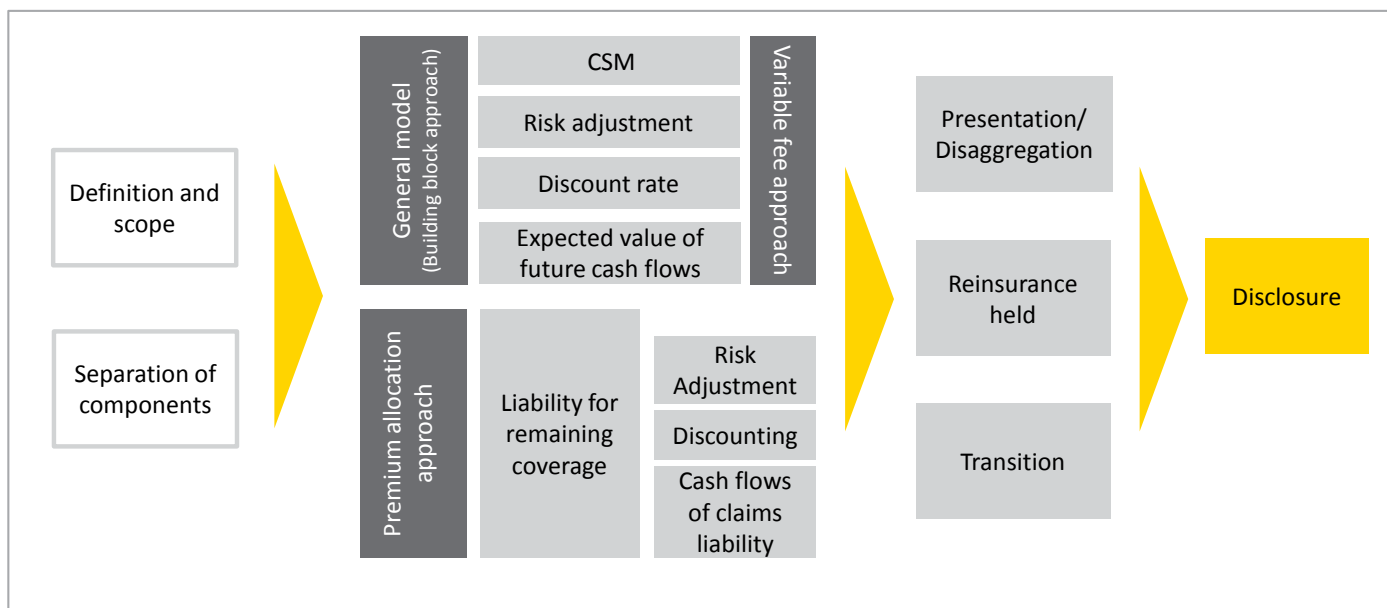 Definition and
scope
Separation of
components
General model
(Building block approach)
CSM
Risk adjustment
Discount rate
Expected value of
future cash flows
Variable fee approach
Premium allocation
approach
Liability for
remaining
coverage
Risk
Adjustment
Discounting
Cash flows
of claims
liability
Presentation/
Disaggregation
Reinsurance
held
Transition
Disclosure